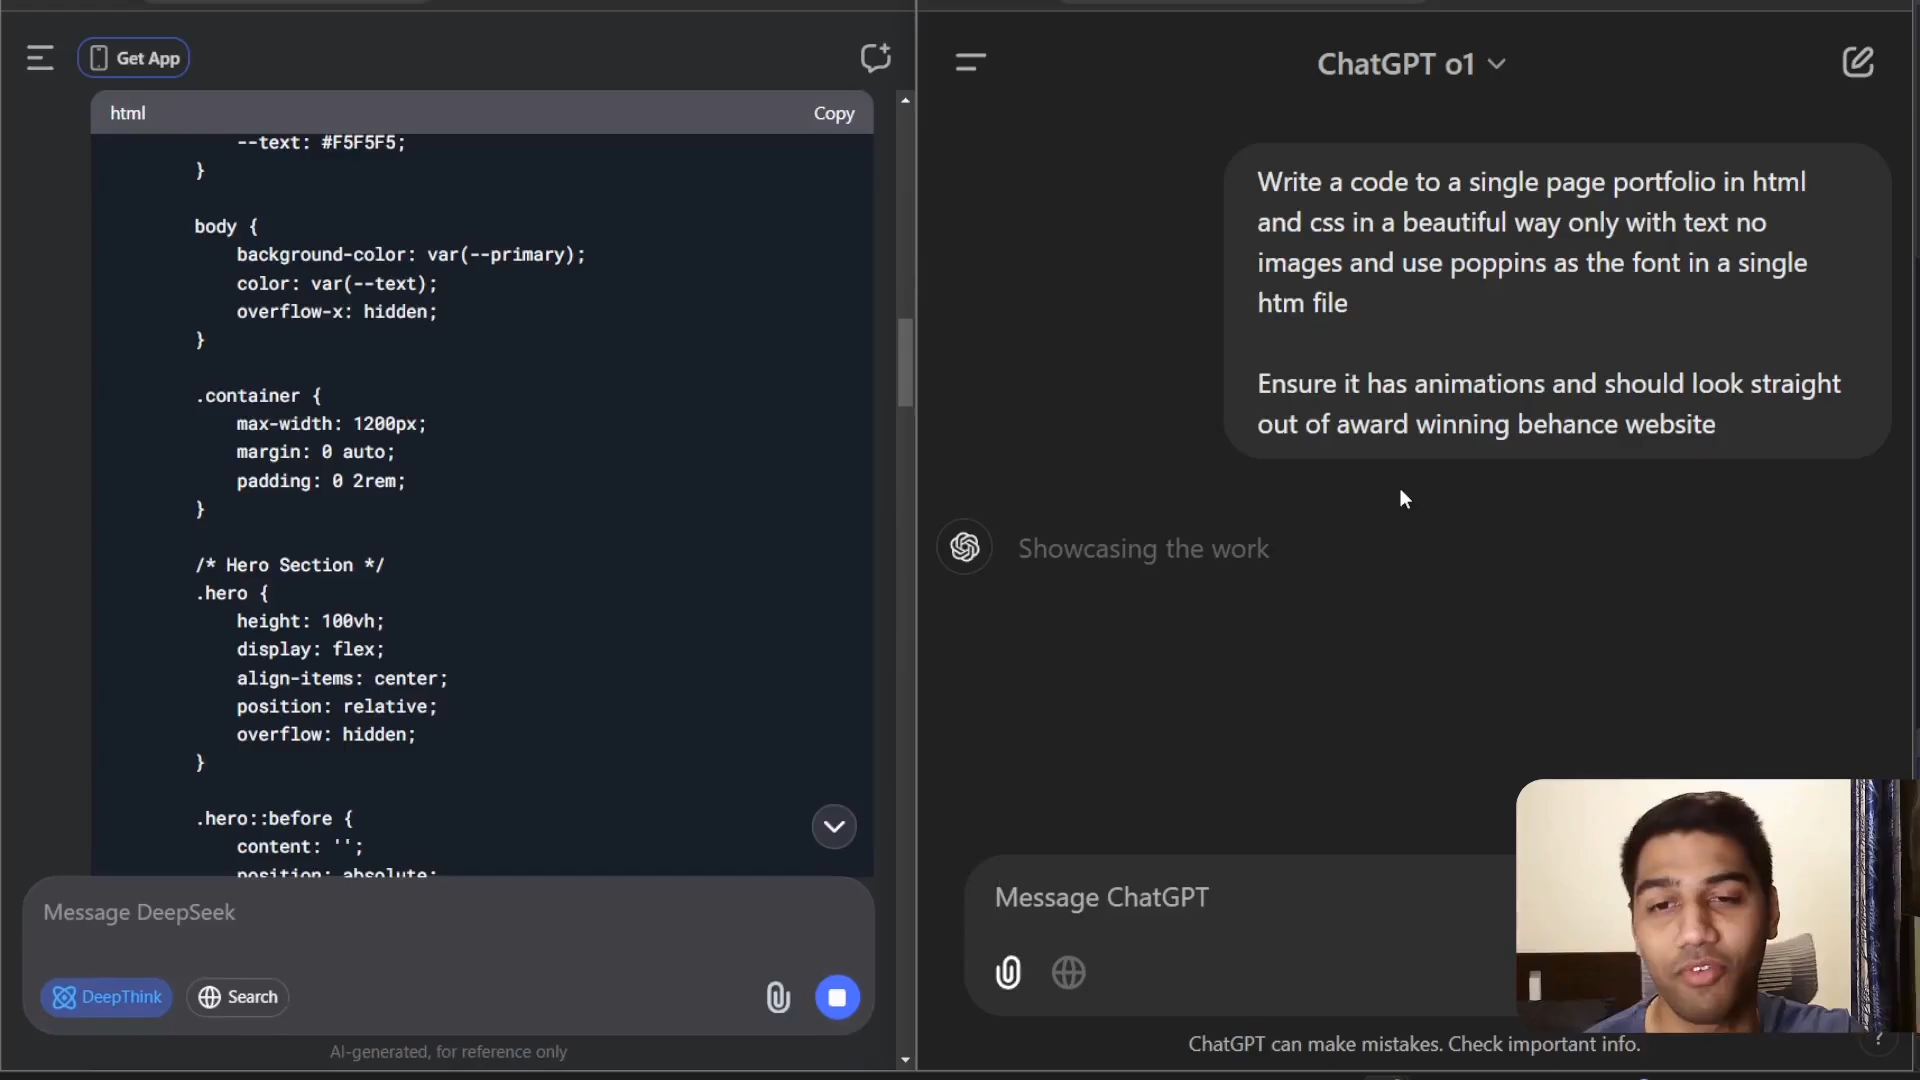 Get App
html
Copy
--text: #F5F5F5;
}
body {
background-color: var(--primary);
color: var(--text);
overflow-x: hidden;
}
.container {
max-width: 1200px;
margin: 0 auto;
padding: 0 2rem;
}
/* Hero Section */
.hero {
height: 100vh;
display: flex;
align-items: center;
position: relative;
overflow: hidden;
}
.hero::before {
content: '';
position: absolute;
Message DeepSeek
DeepThink
Search
AI-generated, for reference only
ChatGPT o1
Write a code to a single page portfolio in html
and css in a beautiful way only with text no
images and use poppins as the font in a single
htm file
Ensure it has animations and should look straight
out of award winning behance website
Showcasing the work
Message ChatGPT
ChatGPT can make mistakes. Check important info.
?